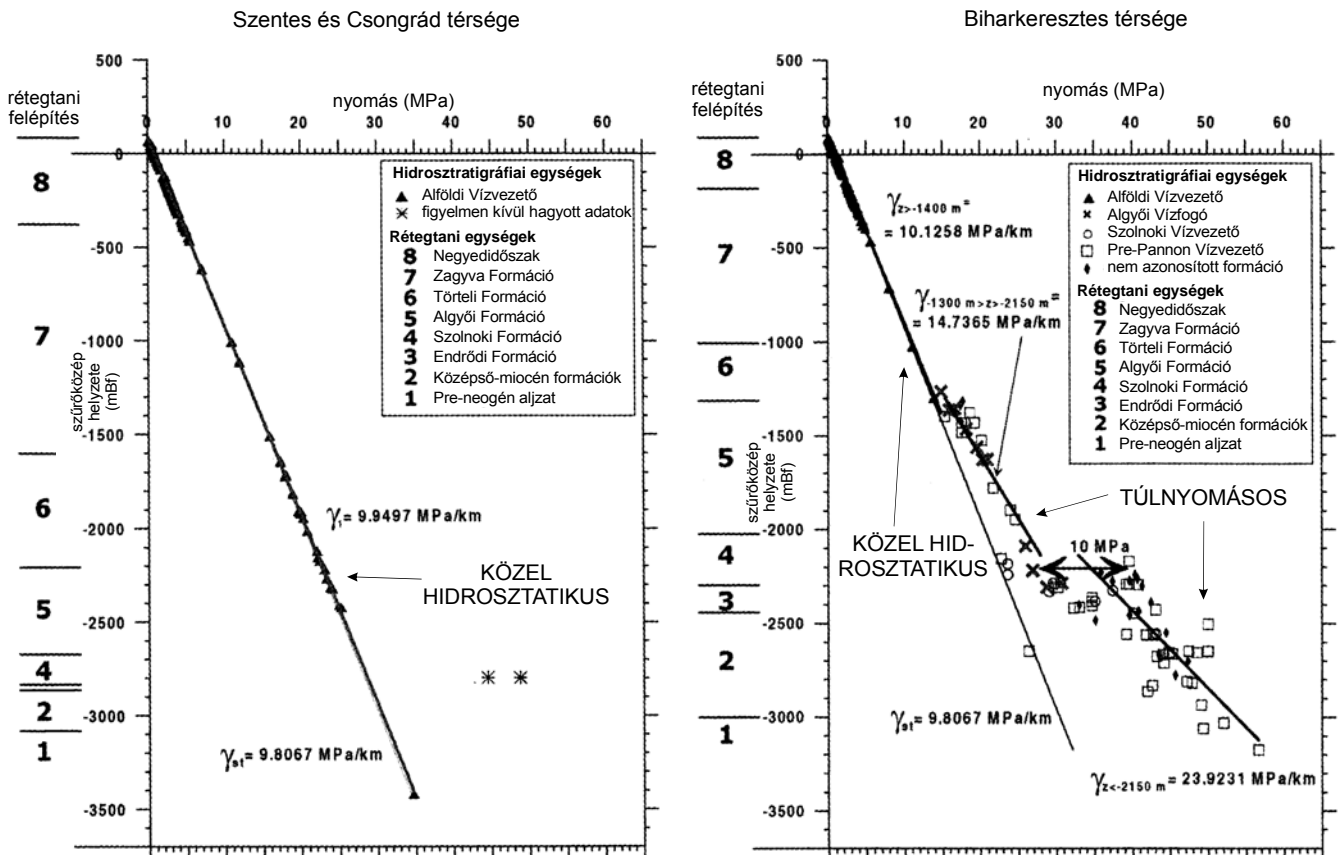 Szentes és Csongrád térsége
rétegtani
felépítés
nyomás (MPa)
500
0
-500
-1000
-1500
-2000
-2500
-3000
-3500
0 10 20 30 40 50 60
szűrőközép
helyzete
(mBf)
8
7
6
5
4
2
1
Hidrosztratigráfiai egységek
Alföldi Vízvezető
figyelmen kívül hagyott adatok
Rétegtani egységek
8 Negyedidőszak
7 Zagyva Formáció
6 Törteli Formáció
5 Algyői Formáció
4 Szolnoki Formáció
3 Endrődi Formáció
2 Középső-miocén formációk
1 Pre-neogén aljzat
γ₁= 9.9497 MPa/km
KÖZEL
HIDROSZTATIKUS
γst= 9.8067 MPa/km
Biharkeresztes térsége
rétegtani
felépítés
nyomás (MPa)
500
0
-500
-1000
-1500
-2000
-2500
-3000
-3500
0 10 20 30 40 50 60
szűrőközép
helyzete
(mBf)
8
7
6
5
4
3
2
1
Hidrosztratigráfiai egységek
Alföldi Vízvezető
Algyői Vízfogó
Szolnoki Vízvezető
Pre-Pannon Vízvezető
nem azonosított formáció
Rétegtani egységek
8 Negyedidőszak
7 Zagyva Formáció
6 Törteli Formáció
5 Algyői Formáció
4 Szolnoki Formáció
3 Endrődi Formáció
2 Középső-miocén formációk
1 Pre-neogén aljzat
γz>-1400 m=
= 10.1258 MPa/km
γ-1300 m>z>-2150 m=
= 14.7365 MPa/km
TÚLNYOMÁSOS
KÖZEL HID-
ROSZTATIKUS
10 MPa
γst= 9.8067 MPa/km
γz<-2150 m= 23.9231 MPa/km